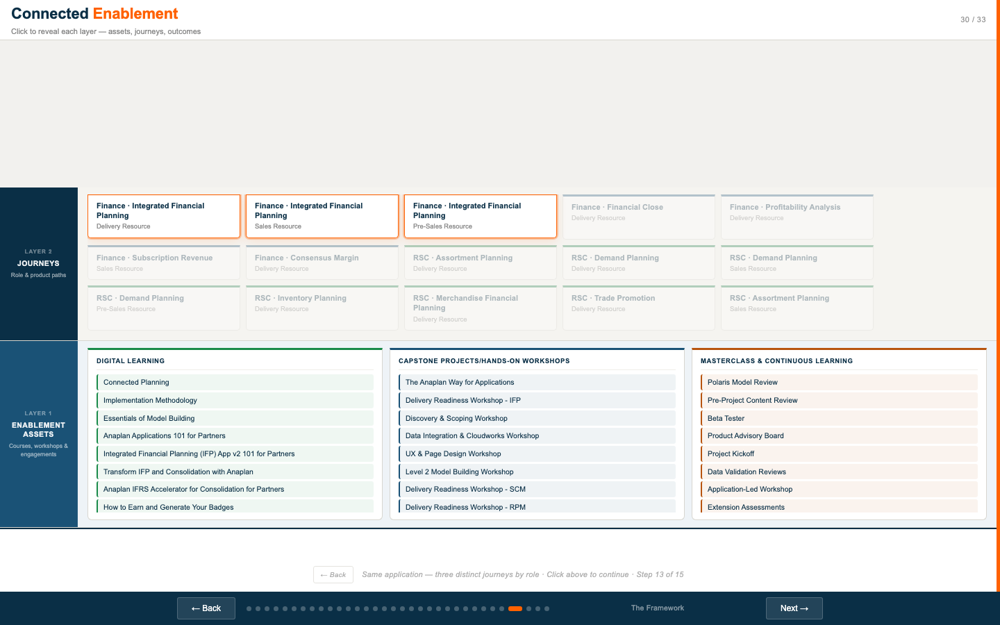 Connected Enablement
Click to reveal each layer — assets, journeys, outcomes
30 / 33
LAYER 2
JOURNEYS
Role & product paths
Finance · Integrated Financial
Planning
Delivery Resource
Finance · Integrated Financial
Planning
Sales Resource
Finance · Integrated Financial
Planning
Pre-Sales Resource
Finance · Financial Close
Delivery Resource
Finance · Profitability Analysis
Delivery Resource
Finance · Subscription Revenue
Sales Resource
Finance · Consensus Margin
Delivery Resource
RSC · Assortment Planning
Delivery Resource
RSC · Demand Planning
Delivery Resource
RSC · Demand Planning
Sales Resource
RSC · Demand Planning
Pre-Sales Resource
RSC · Inventory Planning
Delivery Resource
RSC · Merchandise Financial
Planning
Delivery Resource
RSC · Trade Promotion
Delivery Resource
RSC · Assortment Planning
Sales Resource
LAYER 1
ENABLEMENT
ASSETS
Courses, workshops &
engagements
DIGITAL LEARNING
Connected Planning
Implementation Methodology
Essentials of Model Building
Anaplan Applications 101 for Partners
Integrated Financial Planning (IFP) App v2 101 for Partners
Transform IFP and Consolidation with Anaplan
Anaplan IFRS Accelerator for Consolidation for Partners
How to Earn and Generate Your Badges
CAPSTONE PROJECTS/HANDS-ON WORKSHOPS
The Anaplan Way for Applications
Delivery Readiness Workshop - IFP
Discovery & Scoping Workshop
Data Integration & Cloudworks Workshop
UX & Page Design Workshop
Level 2 Model Building Workshop
Delivery Readiness Workshop - SCM
Delivery Readiness Workshop - RPM
MASTERCLASS & CONTINUOUS LEARNING
Polaris Model Review
Pre-Project Content Review
Beta Tester
Product Advisory Board
Project Kickoff
Data Validation Reviews
Application-Led Workshop
Extension Assessments
← Back
Same application — three distinct journeys by role · Click above to continue · Step 13 of 15
← Back
The Framework
Next →